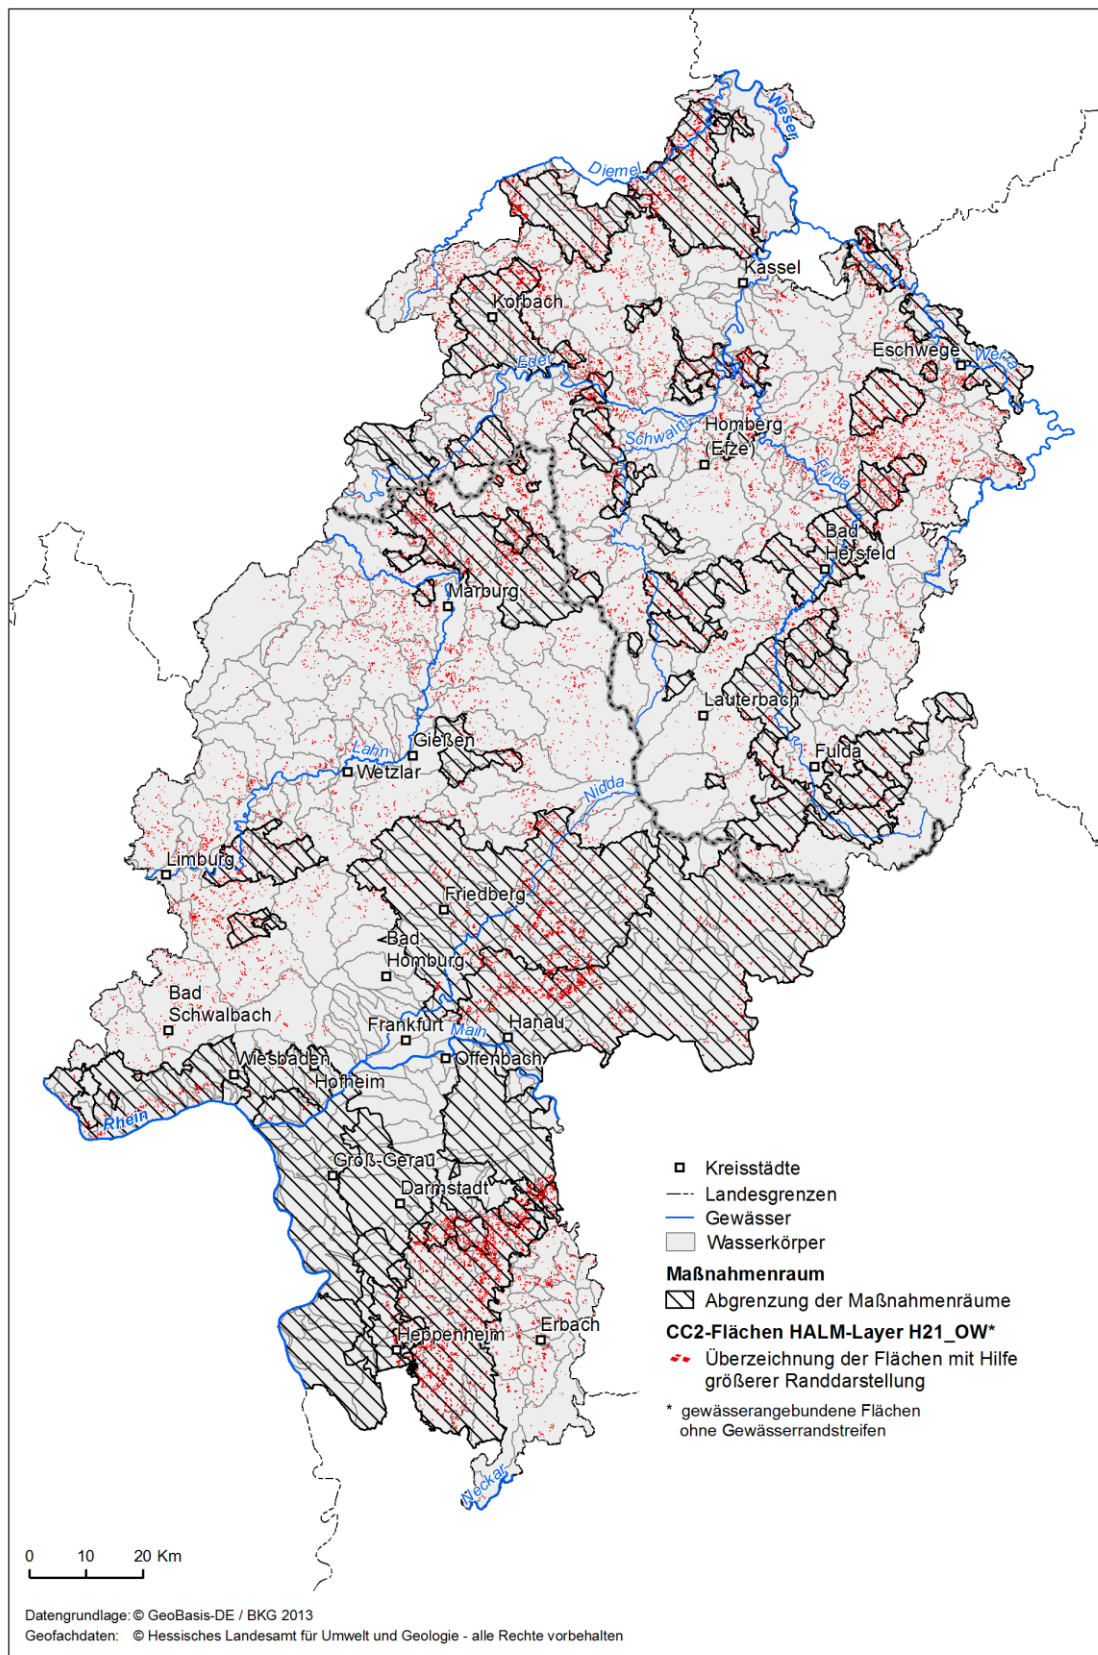 Weser
Diemel
Kassel
Korbach
Eder
Eschwege
Werra
Schwalm
Homberg
Efze
Fulda
Bad
Hersfeld
Marburg
Lauterbach
Gießen
Lahn
Wetzlar
Fulda
Nidda
Limburg
Friedberg
Bad
Homburg
Bad
Schwalbach
Frankfurt
Main
Hanau
Wiesbaden
Offenbach
Hofheim
Rhein
Groß-Gerau
Darmstadt
Heppenheim
Erbach
Neckar
Kreisstädte
Landesgrenzen
Gewässer
Wasserkörper
Maßnahmenraum
Abgrenzung der Maßnahmenräume
CC2-Flächen HALM-Layer H21_OW*
Überzeichnung der Flächen mit Hilfe
größerer Randdarstellung
* gewässerangebundene Flächen
ohne Gewässerrandstreifen
0 10 20 Km
Datengrundlage: © GeoBasis-DE / BKG 2013
Geofachdaten: © Hessisches Landesamt für Umwelt und Geologie - alle Rechte vorbehalten